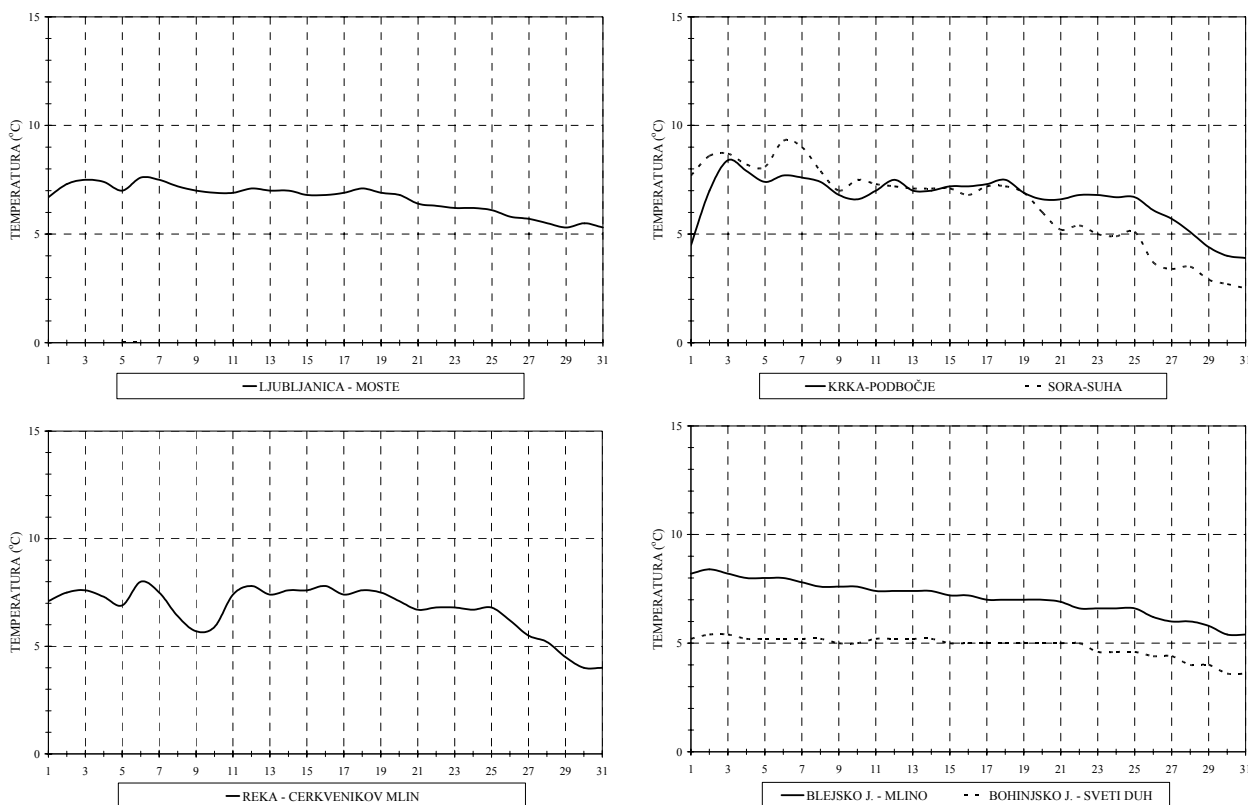 15
10
5
0
TEMPERATURA (°C)
1 3 5 7 9 11 13 15 17 19 21 23 25 27 29 31
LJUBLJANICA - MOSTE
15
10
5
0
TEMPERATURA (°C)
1 3 5 7 9 11 13 15 17 19 21 23 25 27 29 31
KRKA-PODBOČJE SORA-SUHA
15
10
5
0
TEMPERATURA (°C)
1 3 5 7 9 11 13 15 17 19 21 23 25 27 29 31
REKA - CERKVENIKOV MLIN
15
10
5
0
TEMPERATURA (°C)
1 3 5 7 9 11 13 15 17 19 21 23 25 27 29 31
BLEJSKO J. - MLINO BOHINJSKO J. - SVETI DUH